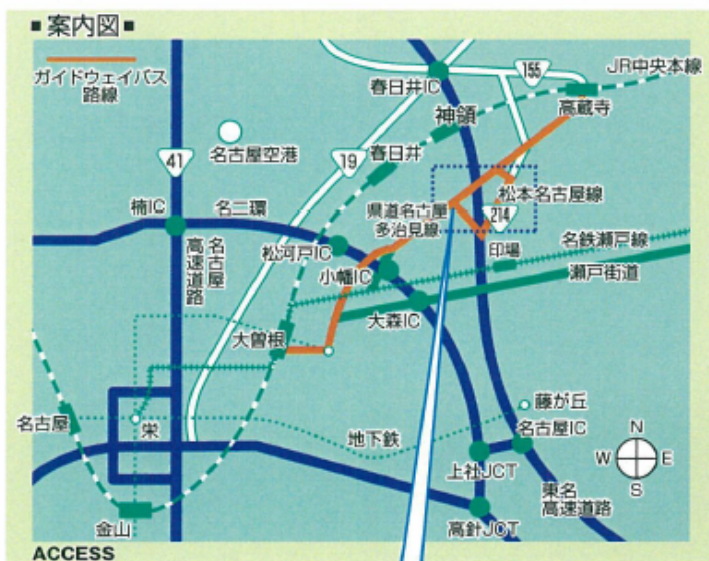 ■案内図■
ガイドウェイバス
路線
155
JR中央本線
春日井IC
高蔵寺
神領
名古屋空港
41
19
春日井
松本名古屋線
楠IC
名二環
県道名古屋
多治見線
214
名古屋
高速道路
松河戸IC
印場
名鉄瀬戸線
小幡IC
瀬戸街道
大森IC
大曽根
藤が丘
名古屋
栄
地下鉄
名古屋IC
N
W
E
S
上社JCT
東名
高速道路
高針JCT
金山
ACCESS